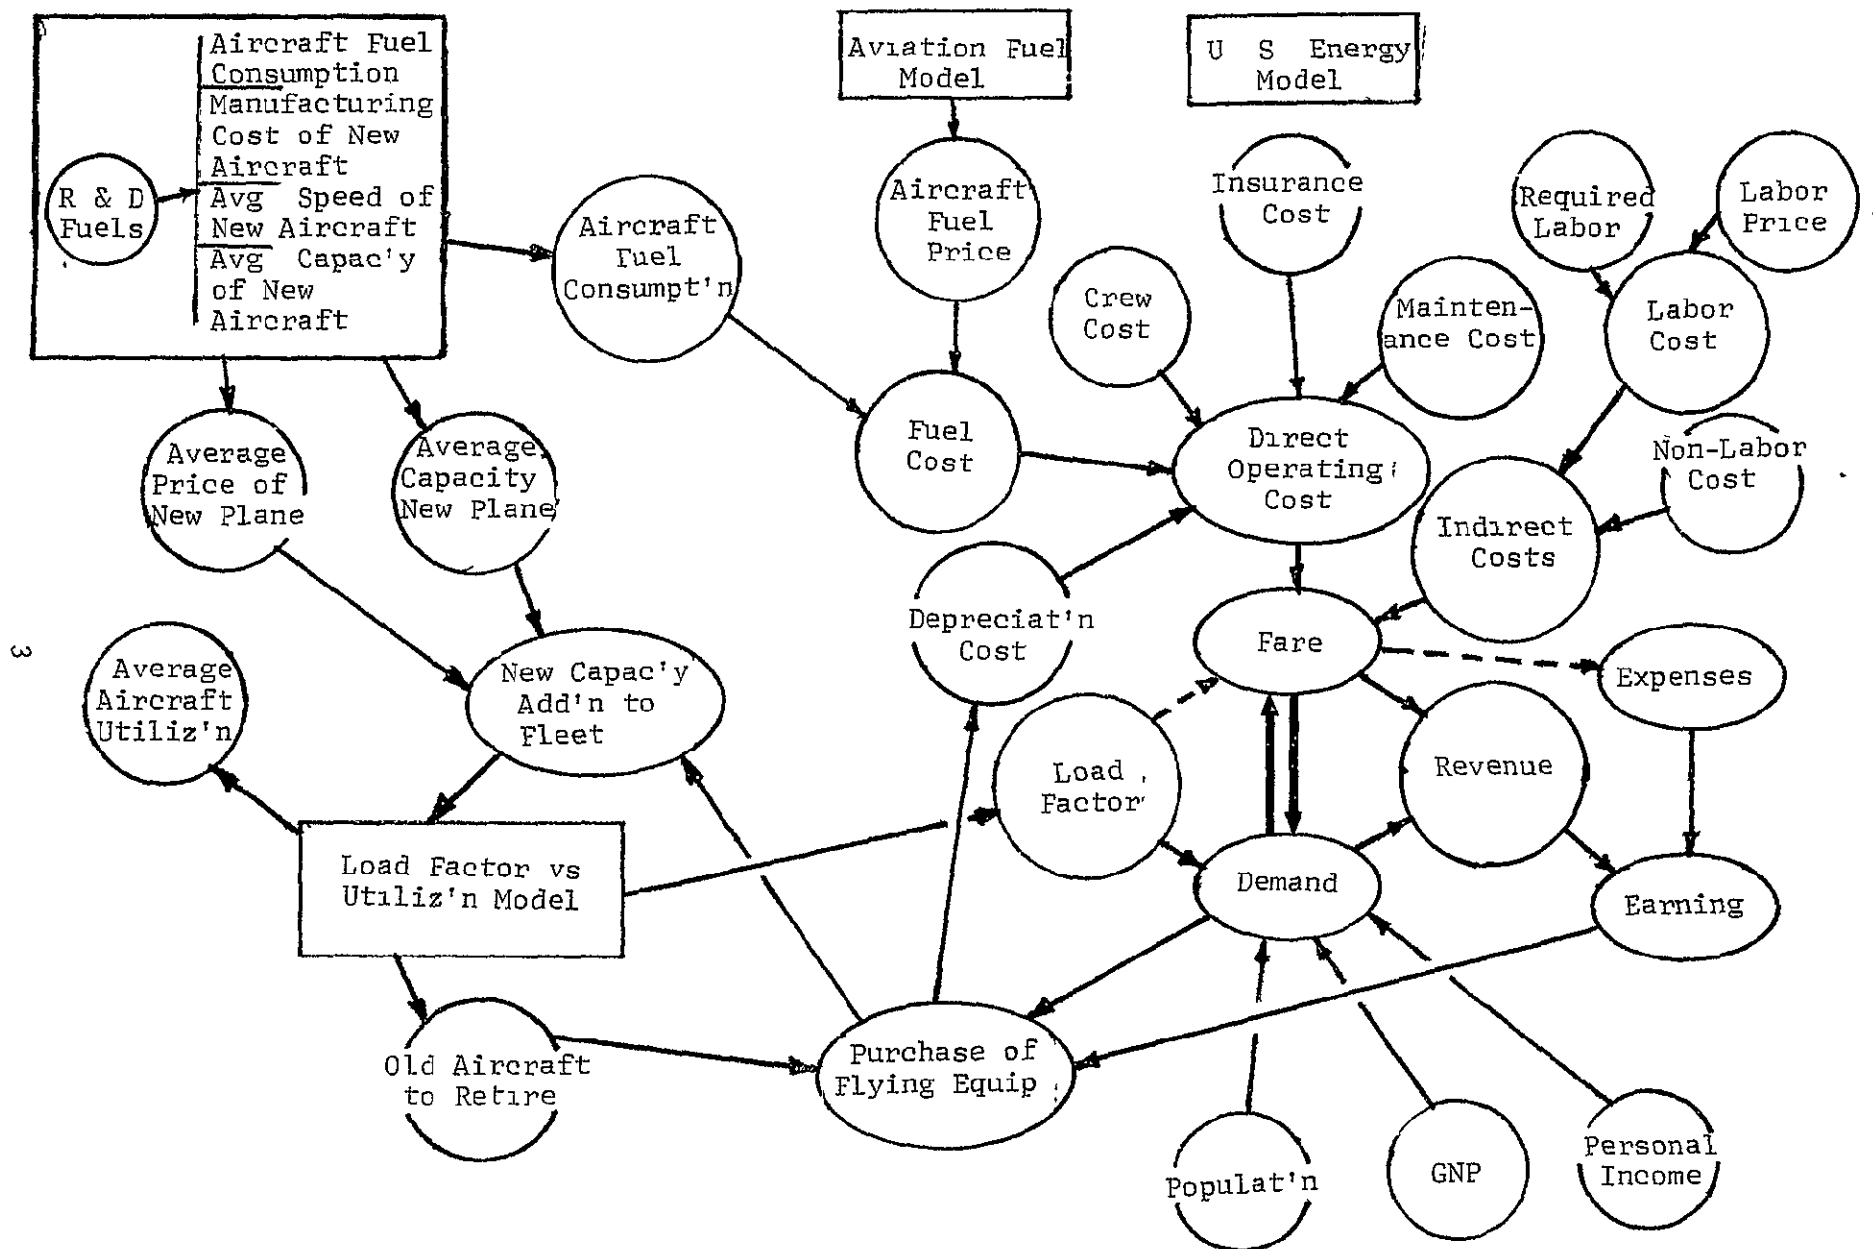 Aircraft Fuel
Consumption
Manufacturing
Cost of New
Aircraft
Avg Speed of
New Aircraft
Avg Capac'y
of New
Aircraft
R & D
Fuels
Aviation Fuel
Model
U S Energy
Model
Aircraft
Fuel
Consumpt'n
Aircraft
Fuel
Price
Insurance
Cost
Required
Labor
Labor
Price
Crew
Cost
Mainten-
ance Cost
Labor
Cost
Average
Price of
New Plane
Average
Capacity
New Plane
Fuel
Cost
Direct
Operating
Cost
Non-Labor
Cost
Indirect
Costs
Depreciat'n
Cost
Fare
Expenses
3
Average
Aircraft
Utiliz'n
New Capac'y
Add'n to
Fleet
Load
Factor
Revenue
Load Factor vs
Utiliz'n Model
Demand
Earning
Old Aircraft
to Retire
Purchase of
Flying Equip
Populat'n
GNP
Personal
Income